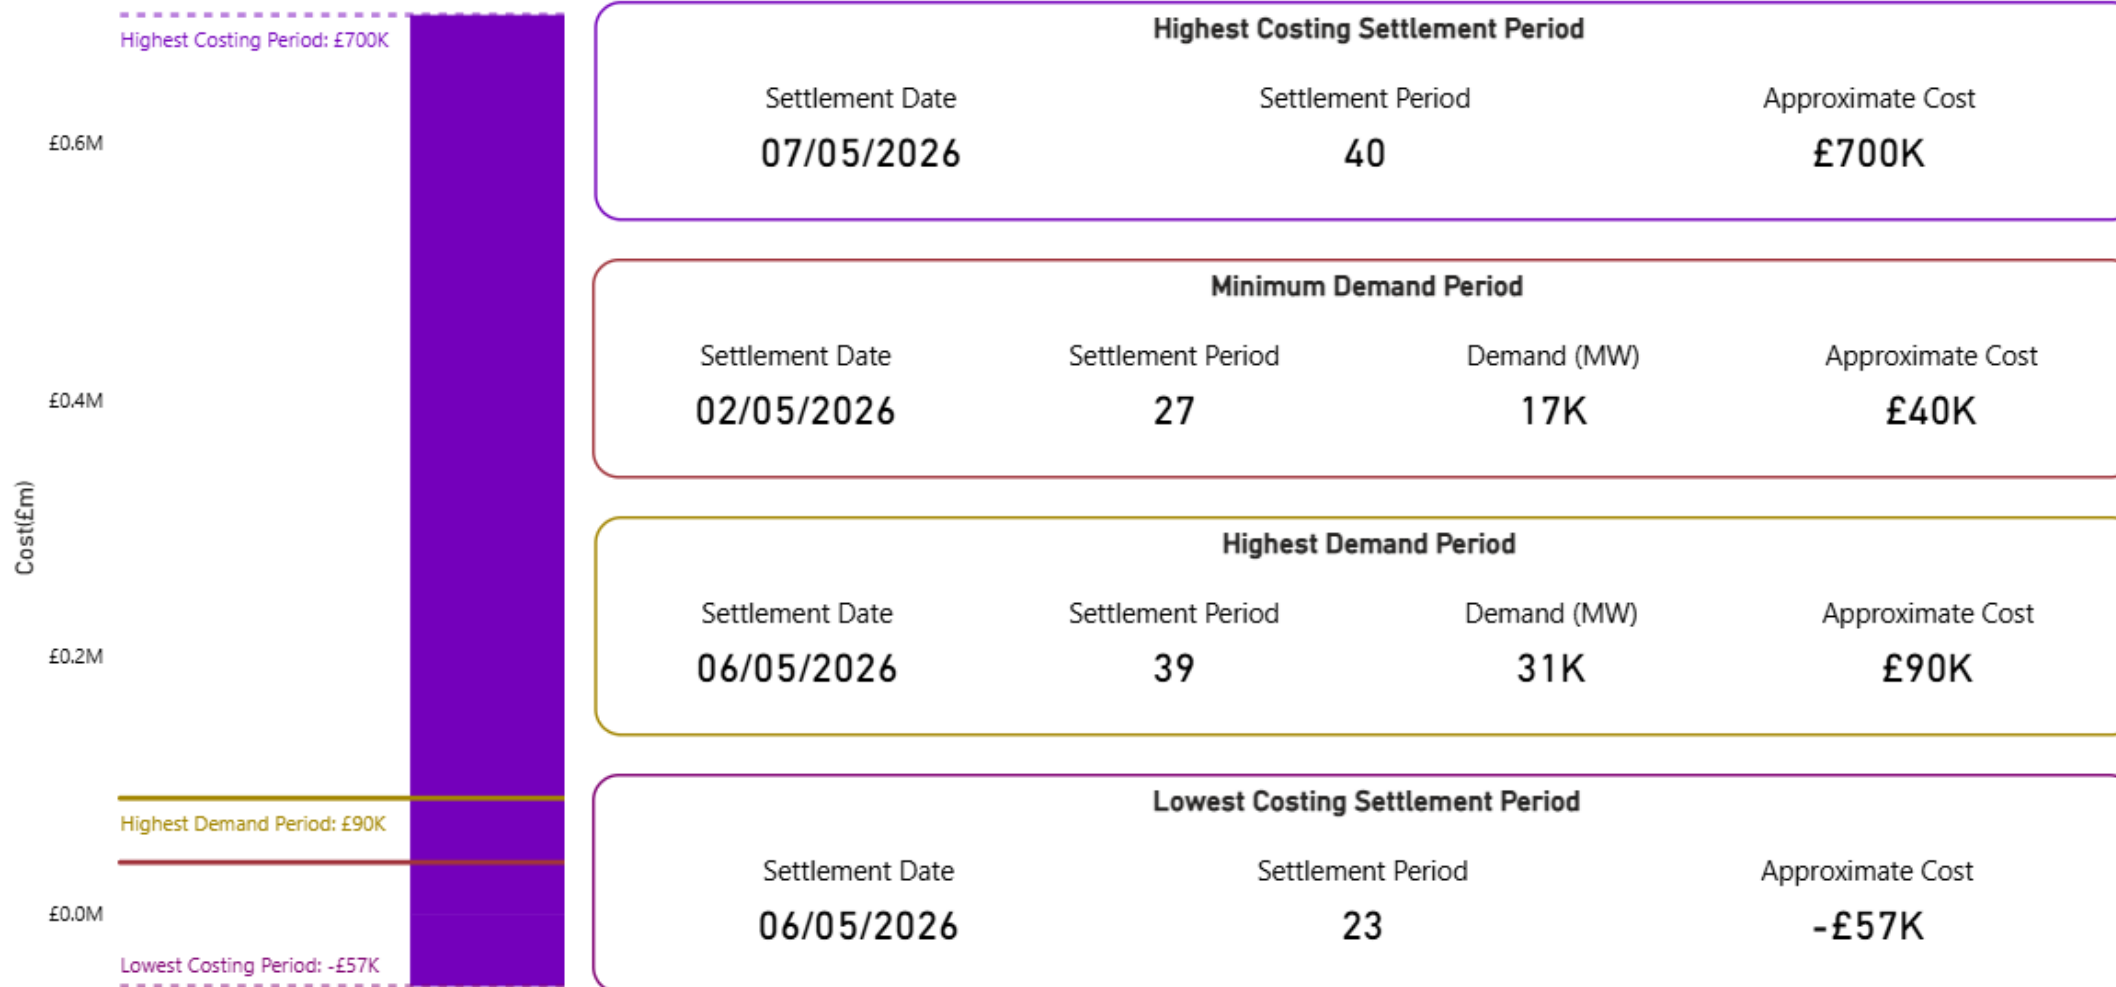 Highest Costing Period: £700K
£0.6M
£0.4M
Cost(£m)
£0.2M
Highest Demand Period: £90K
£0.0M
Lowest Costing Period: -£57K
Highest Costing Settlement Period
Settlement Date Settlement Period Approximate Cost
07/05/2026 40 £700K
Minimum Demand Period
Settlement Date Settlement Period Demand (MW) Approximate Cost
02/05/2026 27 17K £40K
Highest Demand Period
Settlement Date Settlement Period Demand (MW) Approximate Cost
06/05/2026 39 31K £90K
Lowest Costing Settlement Period
Settlement Date Settlement Period Approximate Cost
06/05/2026 23 -£57K